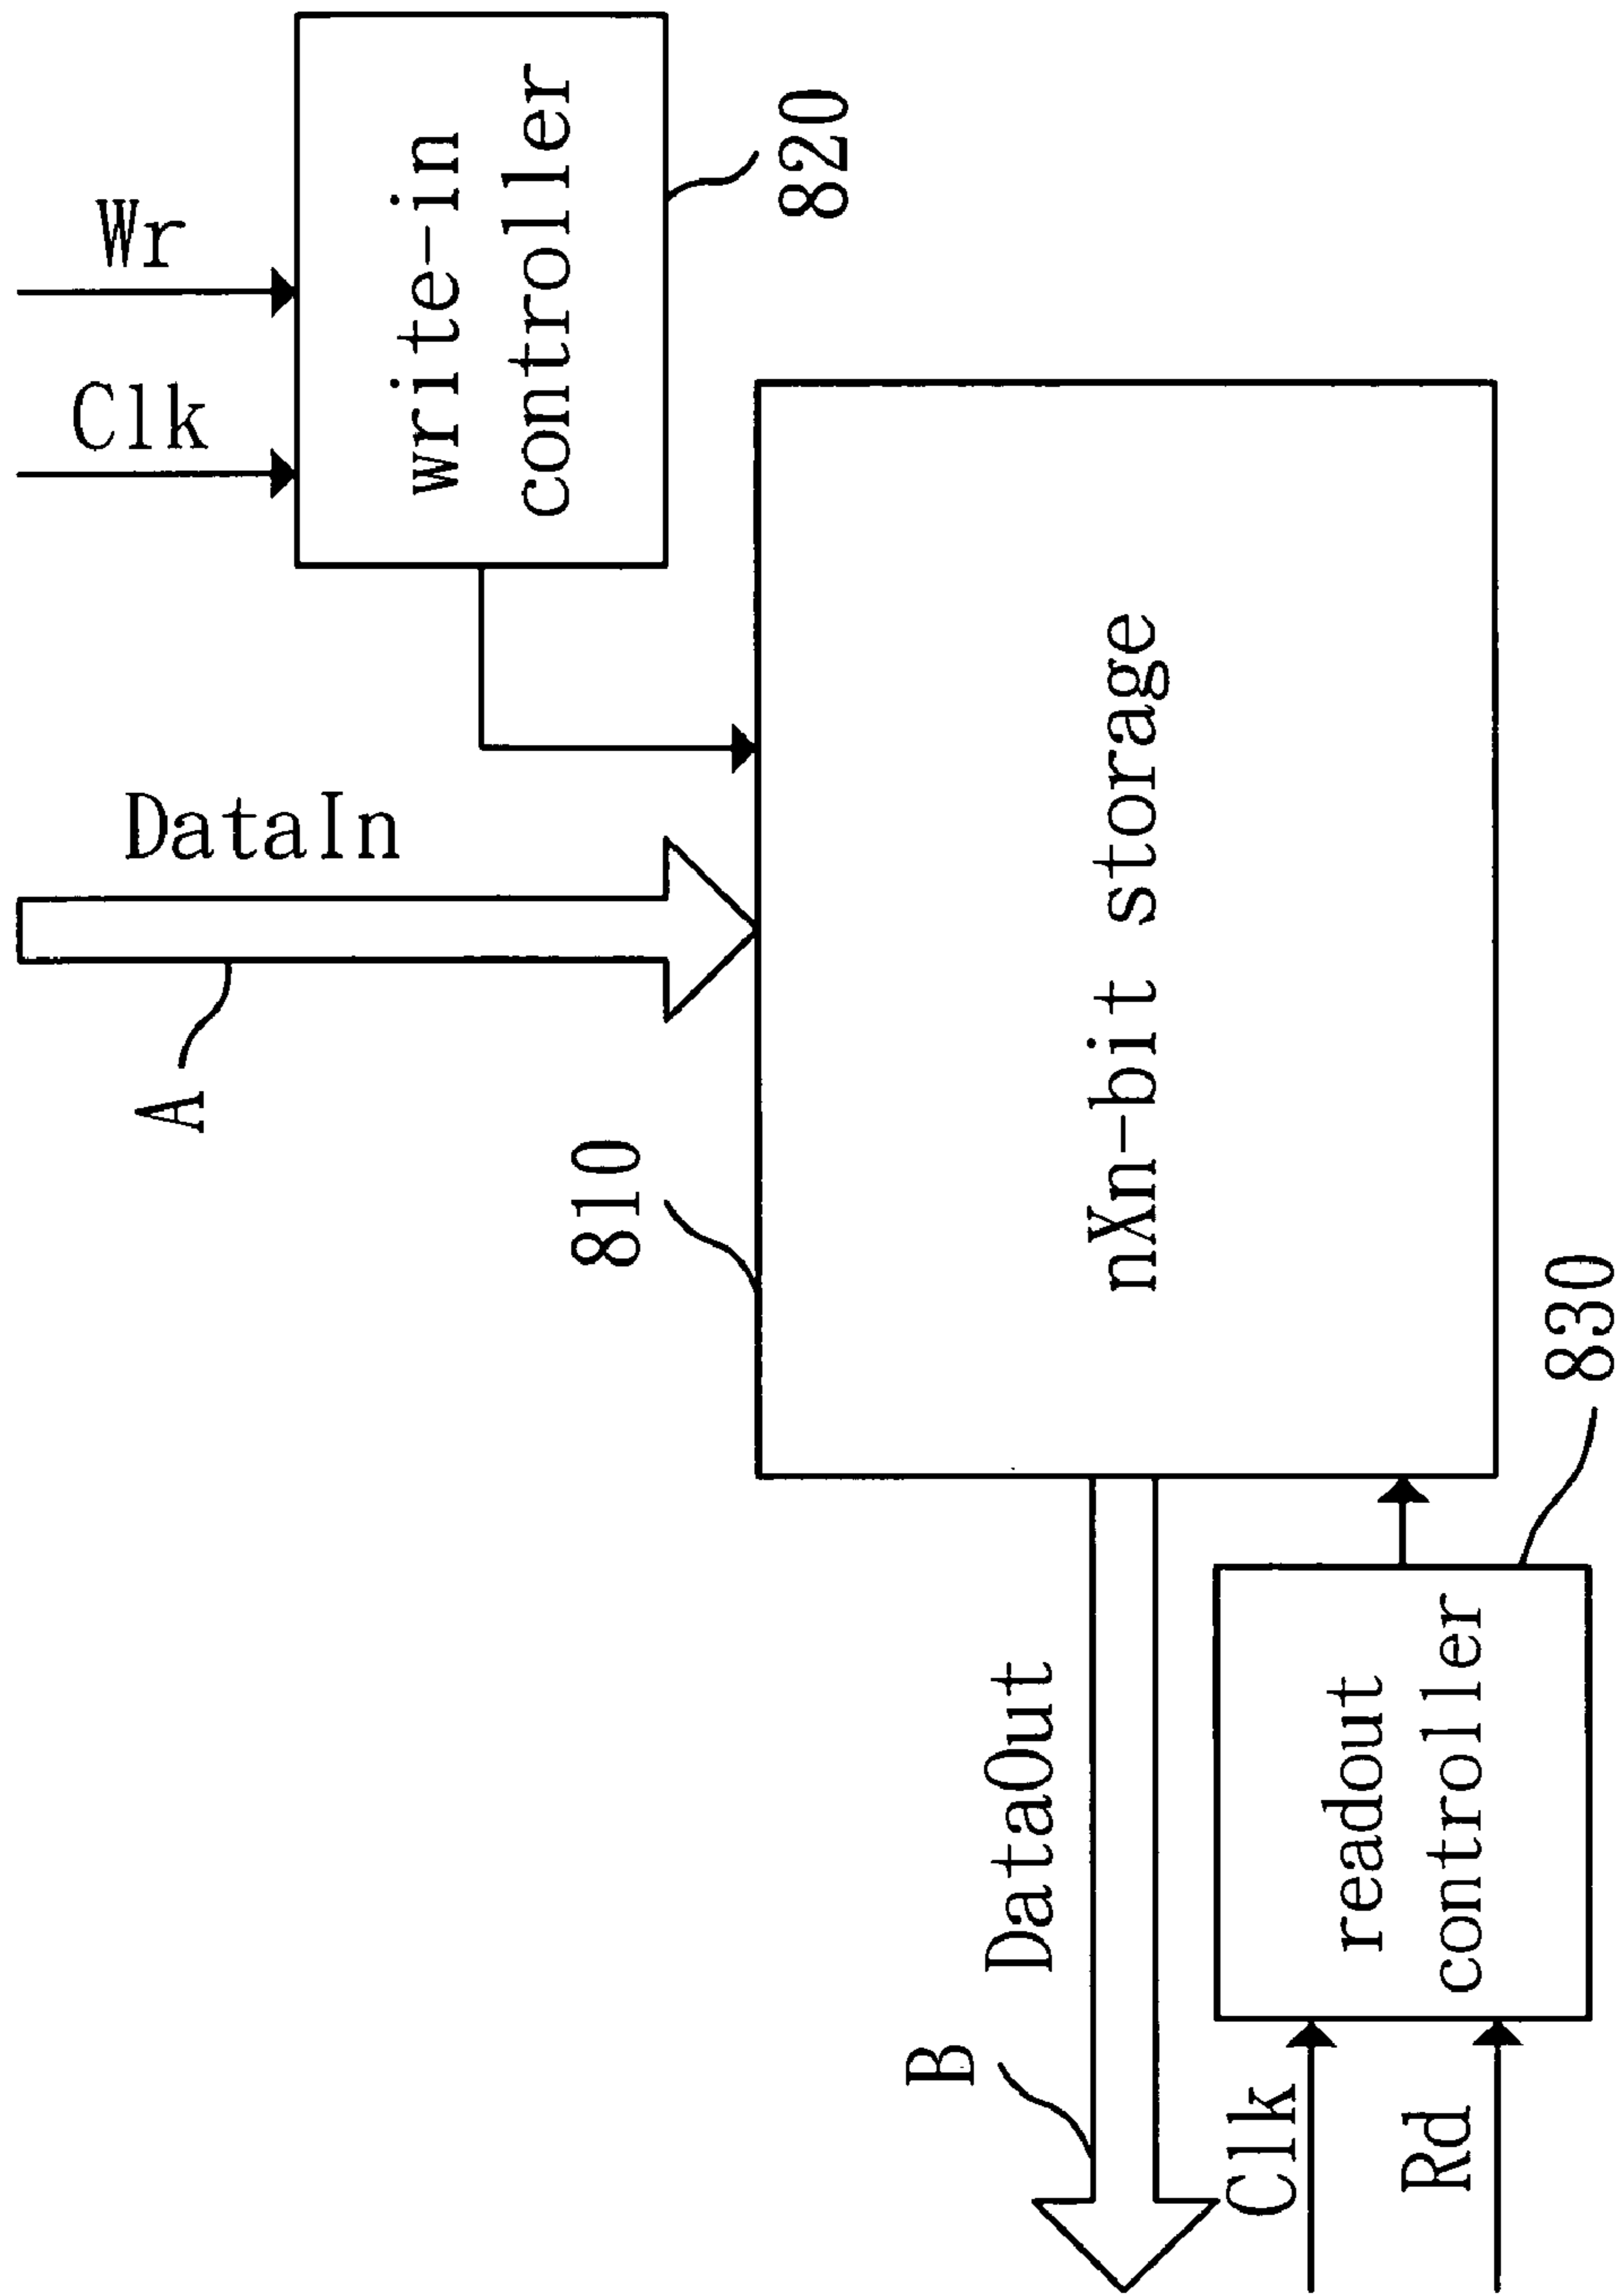 Clk
Wr
DataIn
A
write-in
controller
810
820
B
DataOut
nXn-bit storage
Clk
readout
Rd
controller
830